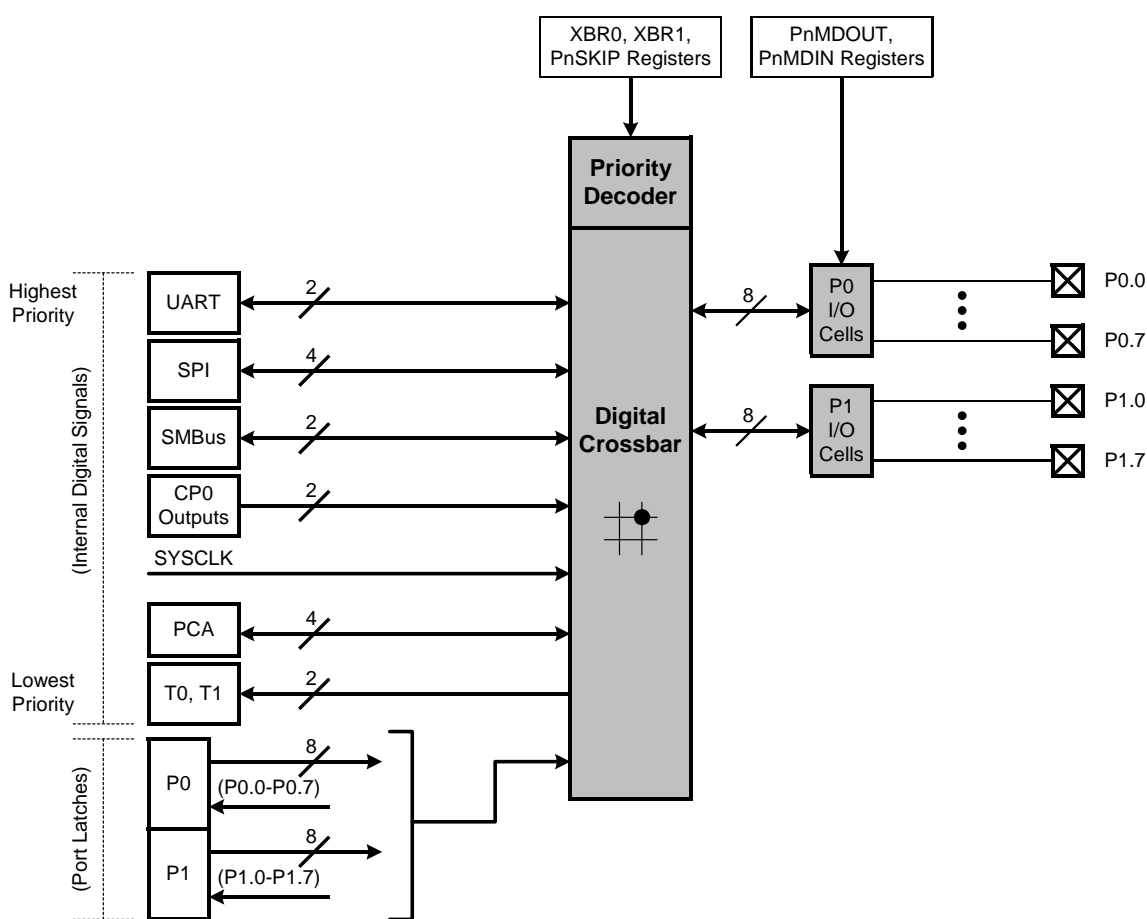 XBR0, XBR1,
PnSKIP Registers
PnMDOUT,
PnMDIN Registers
Priority
Decoder
Highest
Priority
UART
2
8
P0
I/O
Cells
P0.0
P0.7
SPI
4
SMBus
2
Digital
Crossbar
8
P1
I/O
Cells
P1.0
P1.7
CP0
Outputs
2
(Internal Digital Signals)
SYSCLK
PCA
4
Lowest
Priority
T0, T1
2
(Port Latches)
P0
8
(P0.0-P0.7)
P1
8
(P1.0-P1.7)